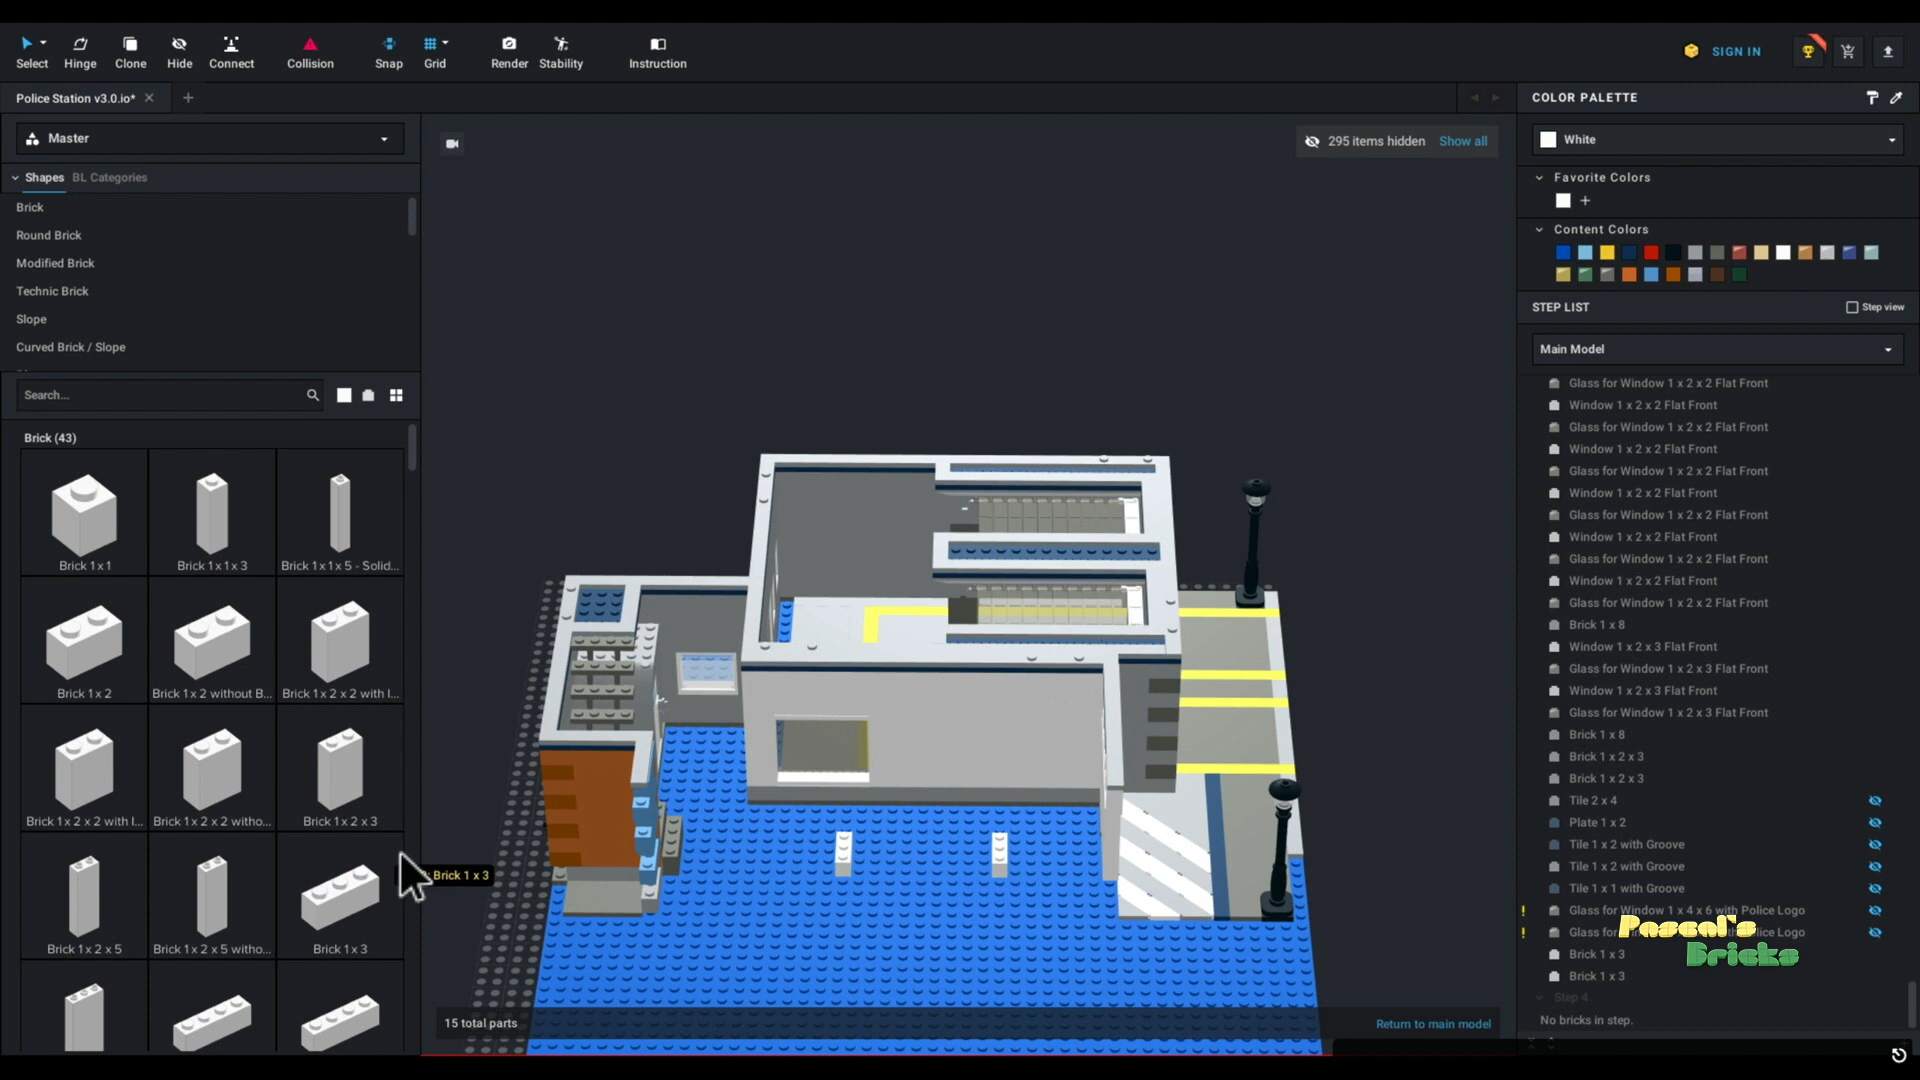 Select
Hinge
Clone
Hide
Connect
Collision
Snap
Grid
Render
Stability
Instruction
SIGN IN
Police Station v3.0.io*
Master
Shapes
BL Categories
Brick
Round Brick
Modified Brick
Technic Brick
Slope
Curved Brick / Slope
Search...
Brick (43)
Brick 1 x 1
Brick 1 x 1 x 3
Brick 1 x 1 x 5 - Solid...
Brick 1 x 2
Brick 1 x 2 without B...
Brick 1 x 2 x 2 with I...
Brick 1 x 2 x 2 with I...
Brick 1 x 2 x 2 witho...
Brick 1 x 2 x 3
Brick 1 x 2 x 5
Brick 1 x 2 x 5 witho...
Brick 1 x 3
Brick 1 x 3
295 items hidden
Show all
15 total parts
Return to main model
COLOR PALETTE
White
Favorite Colors
Content Colors
STEP LIST
Step view
Main Model
Glass for Window 1 x 2 x 2 Flat Front
Window 1 x 2 x 2 Flat Front
Glass for Window 1 x 2 x 2 Flat Front
Window 1 x 2 x 2 Flat Front
Glass for Window 1 x 2 x 2 Flat Front
Window 1 x 2 x 2 Flat Front
Glass for Window 1 x 2 x 2 Flat Front
Window 1 x 2 x 2 Flat Front
Glass for Window 1 x 2 x 2 Flat Front
Window 1 x 2 x 2 Flat Front
Glass for Window 1 x 2 x 2 Flat Front
Brick 1 x 8
Window 1 x 2 x 3 Flat Front
Glass for Window 1 x 2 x 3 Flat Front
Window 1 x 2 x 3 Flat Front
Glass for Window 1 x 2 x 3 Flat Front
Brick 1 x 8
Brick 1 x 2 x 3
Brick 1 x 2 x 3
Tile 2 x 4
Plate 1 x 2
Tile 1 x 2 with Groove
Tile 1 x 2 with Groove
Tile 1 x 1 with Groove
Glass for Window 1 x 4 x 6 with Police Logo
Glass for Police Logo
Brick 1 x 3
Brick 1 x 3
Step 4
No bricks in step.
Pascal's
Bricks